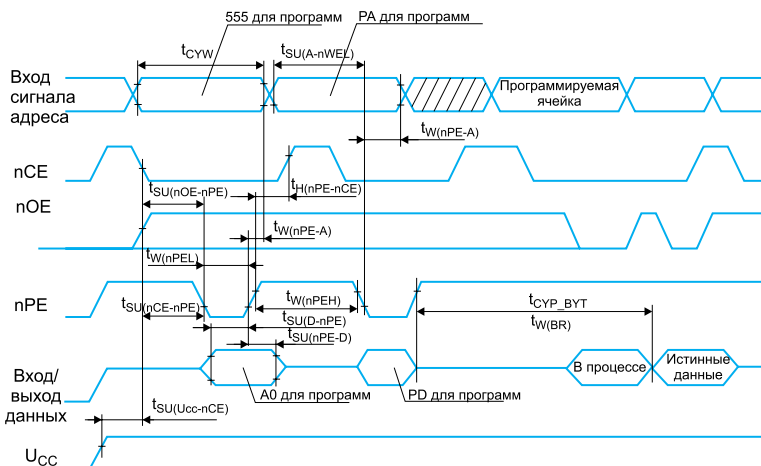 555 для программ
PA для программ
tCYW
tSU(A-nWEL)
Вход
сигнала
адреса
Программируемая
ячейка
tW(nPE-A)
nCE
tSU(nOE-nPE)
tH(nPE-nCE)
nOE
tW(nPE-A)
tW(nPEL)
nPE
tSU(nCE-nPE)
tW(nPEH)
tCYP_BYT
tW(BR)
tSU(D-nPE)
tSU(nPE-D)
Вход/
выход
данных
В процессе
Истинные
данные
A0 для программ
PD для программ
tSU(Ucc-nCE)
UCC